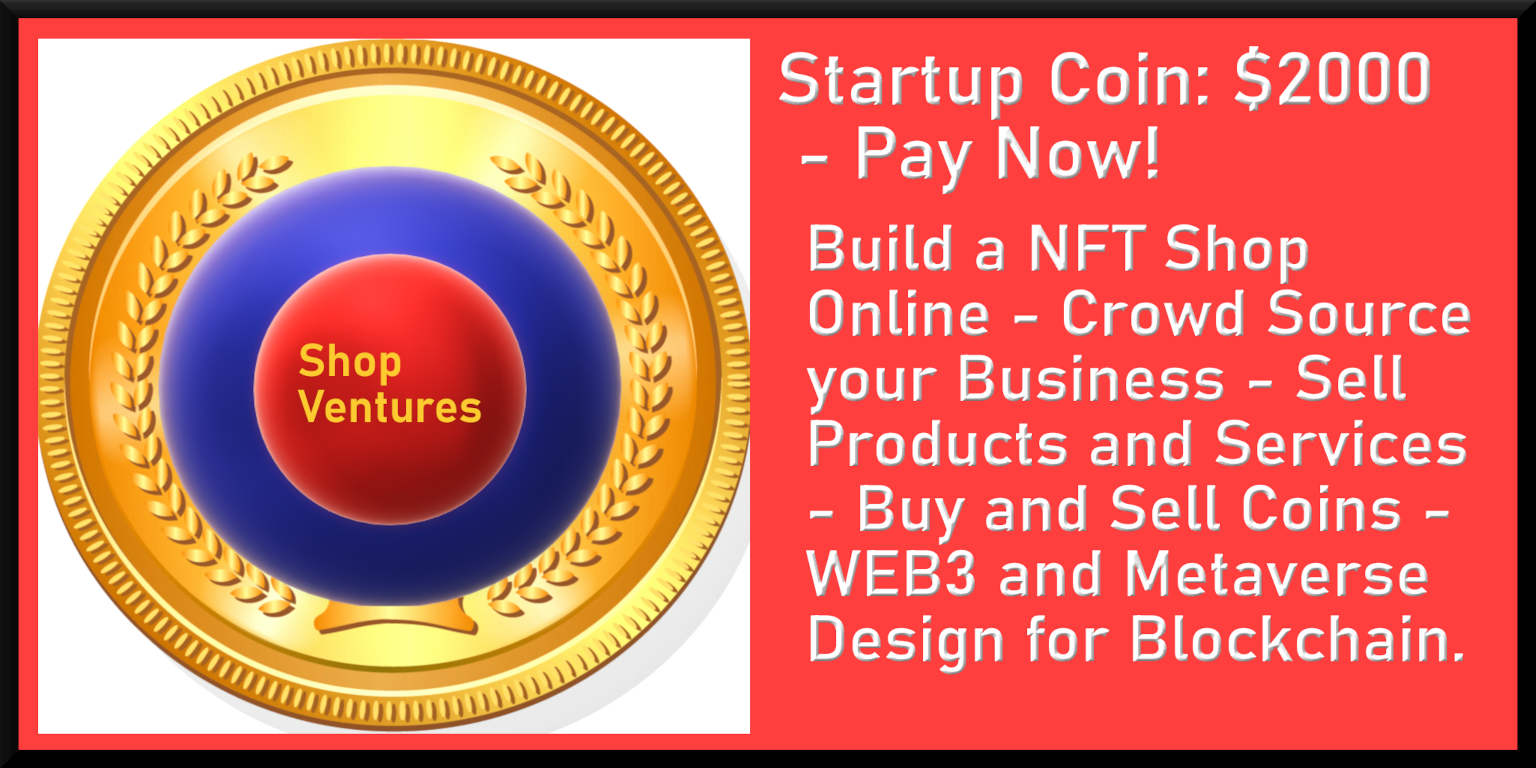 Shop
Ventures
Startup Coin: $2000
- Pay Now!
Build a NFT Shop
Online - Crowd Source
your Business - Sell
Products and Services
- Buy and Sell Coins -
WEB3 and Metaverse
Design for Blockchain.